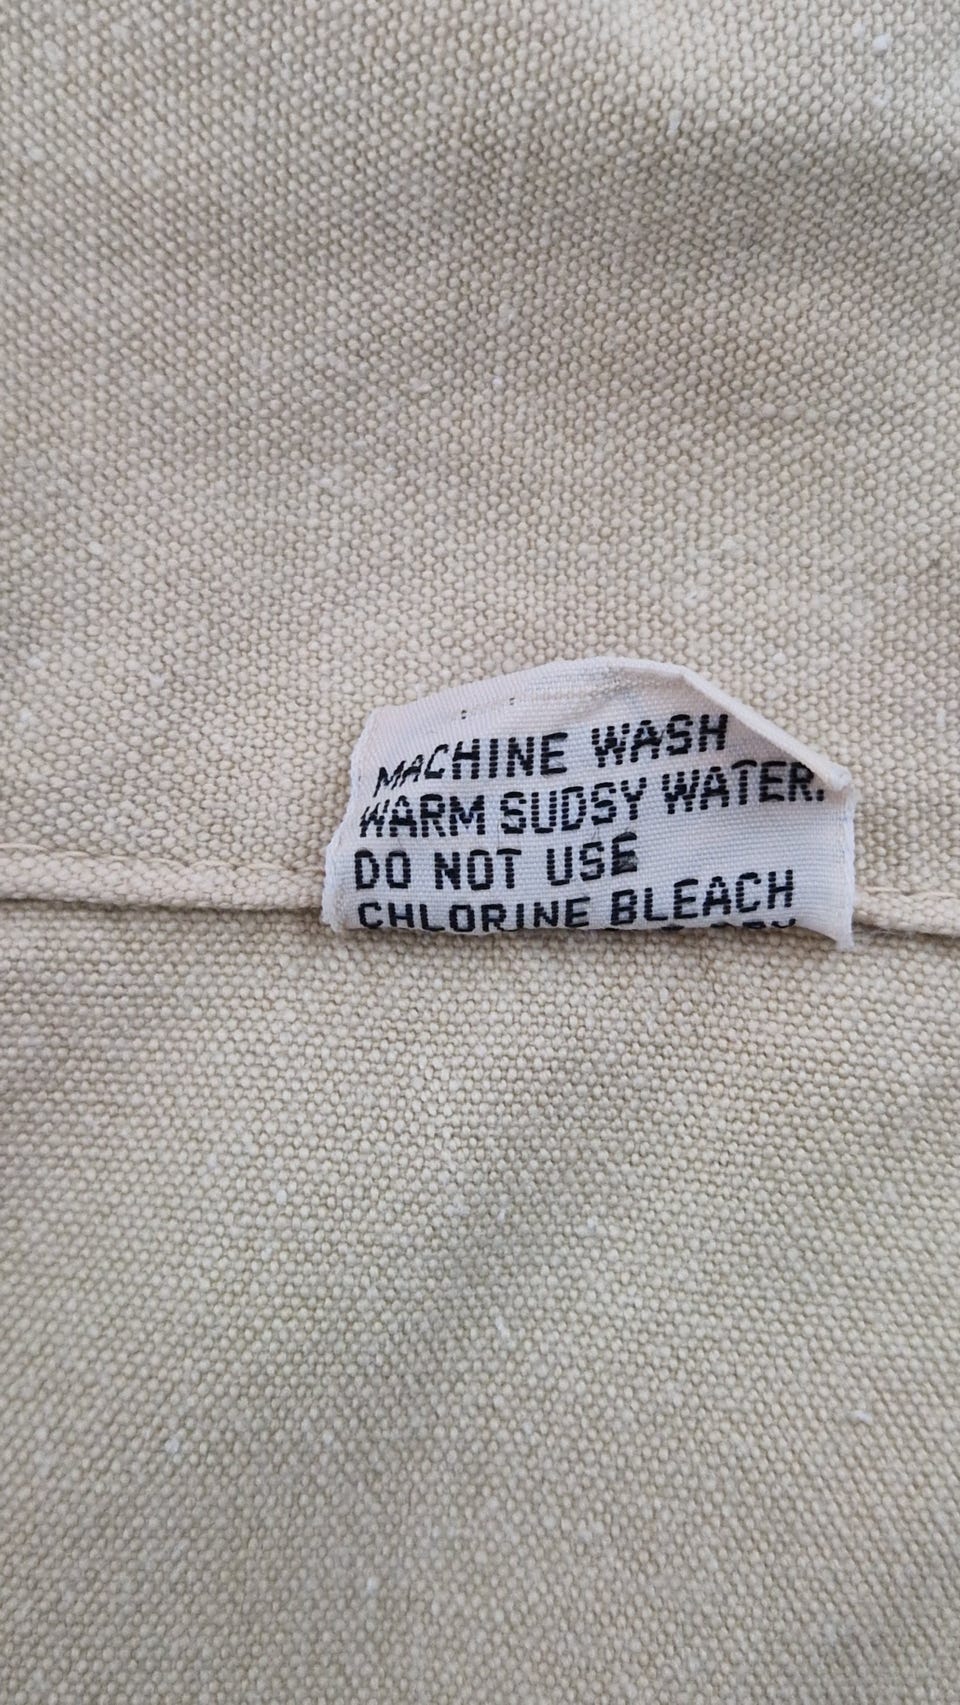 MACHINE WASH
WARM SUDSY WATER.
DO NOT USE
CHLORINE BLEACH